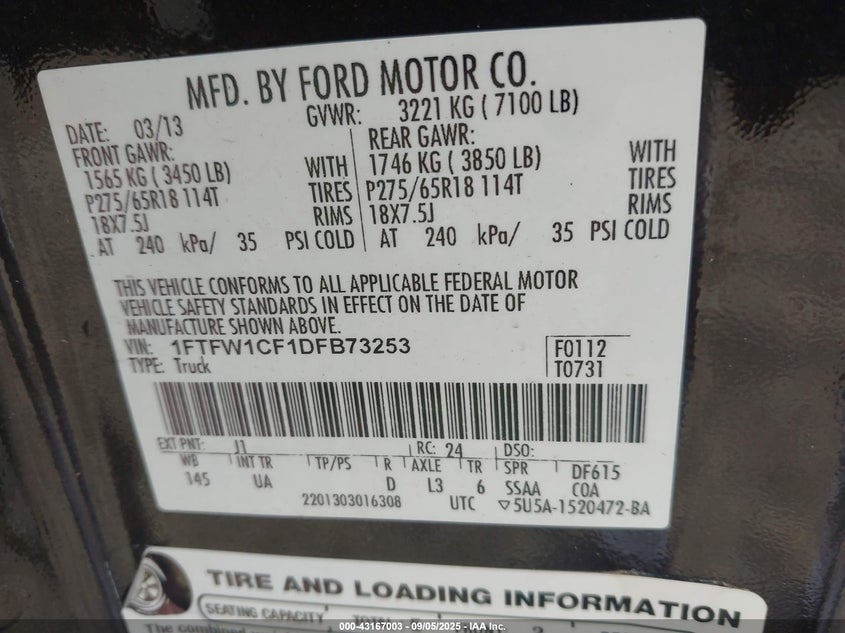 MFD. BY FORD MOTOR CO.
DATE: 03/13 GVWR: 3221 KG ( 7100 LB)
FRONT GAWR: REAR GAWR:
1565 KG ( 3450 LB) WITH 1746 KG ( 3850 LB) WITH
P275/65R18 114T TIRES P275/65R18 114T TIRES
18X7.5J RIMS 18X7.5J RIMS
AT 240 kPa/ 35 PSI COLD AT 240 kPa/ 35 PSI COLD
THIS VEHICLE CONFORMS TO ALL APPLICABLE FEDERAL MOTOR
VEHICLE SAFETY STANDARDS IN EFFECT ON THE DATE OF
MANUFACTURE SHOWN ABOVE.
VIN: 1FTFW1CF1DFB73253 F0112
TYPE: Truck T0731
EXT PNT: J1 RC: 24 DSO:
WB INT TR TP/PS R AXLE TR SPR DF615
145 UA D L3 6 SSAA COA
2201303016308 UTC ▽5U5A-1520472-BA
TIRE AND LOADING INFORMATION
SEATING CAPACITY
The combined
000-43167003 - 09/05/2025 - IAA Inc.